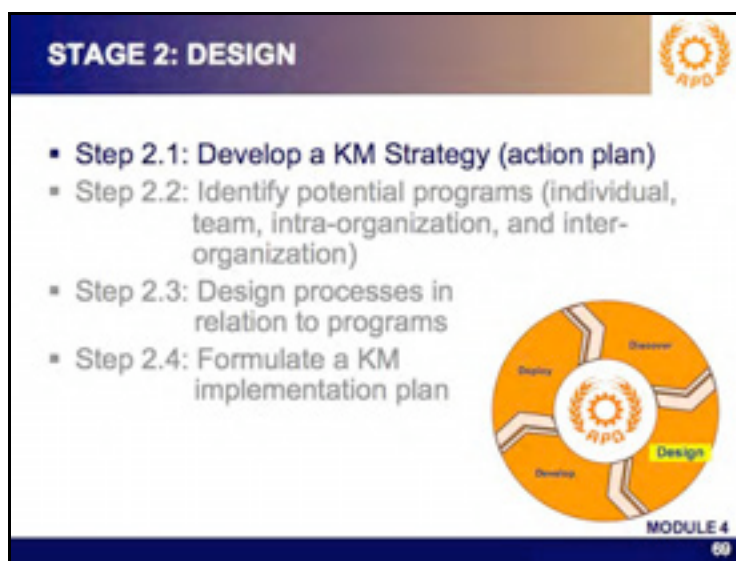 STAGE 2: DESIGN
APO
▪ Step 2.1: Develop a KM Strategy (action plan)
▪ Step 2.2: Identify potential programs (individual,
team, intra-organization, and inter-
organization)
▪ Step 2.3: Design processes in
relation to programs
▪ Step 2.4: Formulate a KM
implementation plan
Discover
Deploy
APO
Design
Develop
MODULE 4
69